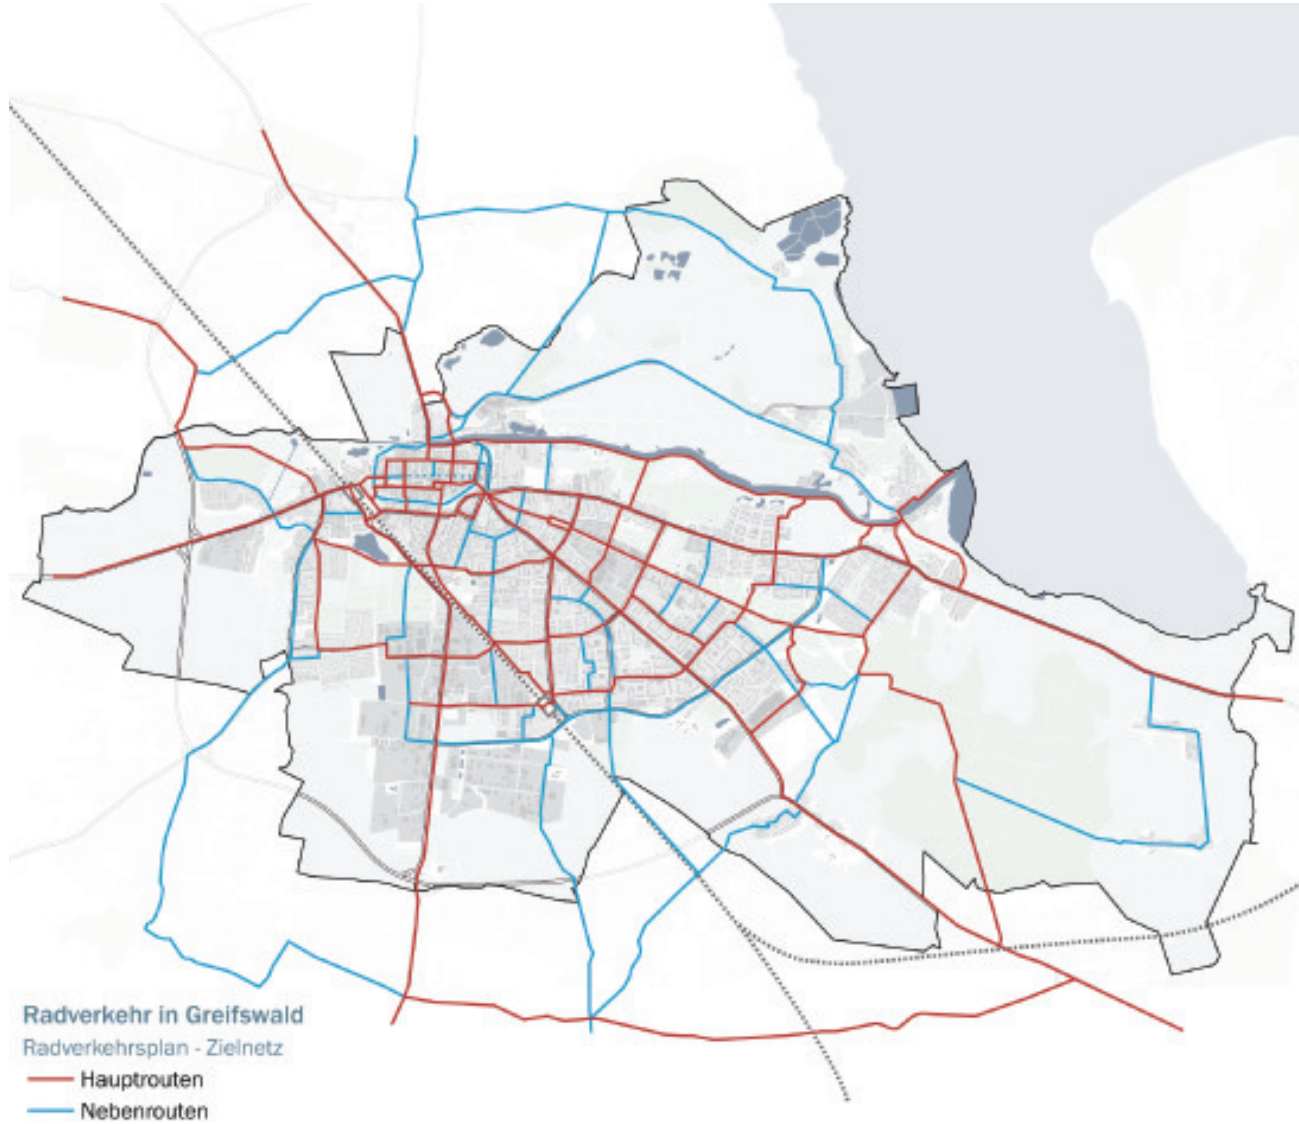 Radverkehr in Greifswald
Radverkehrsplan - Zielnetz
Hauptrouten
Nebenrouten